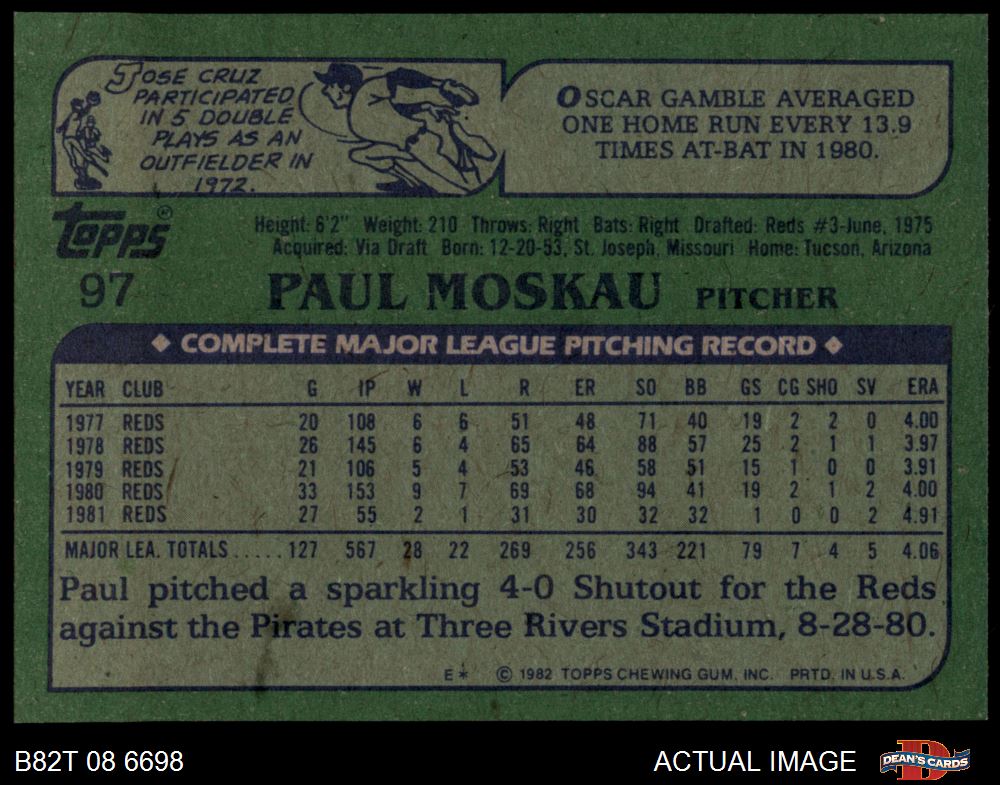 JOSE CRUZ
PARTICIPATED
IN 5 DOUBLE
PLAYS AS AN
OUTFIELDER IN
1972.
OSCAR GAMBLE AVERAGED
ONE HOME RUN EVERY 13.9
TIMES AT-BAT IN 1980.
Topps®
Height: 6'2" Weight: 210 Throws: Right Bats: Right Drafted: Reds #3-June, 1975
Acquired: Via Draft Born: 12-20-53, St. Joseph, Missouri Home: Tucson, Arizona
97 PAUL MOSKAU PITCHER
◆ COMPLETE MAJOR LEAGUE PITCHING RECORD ◆
YEAR CLUB G IP W L R ER SO BB GS CG SHO SV ERA
1977 REDS 20 108 6 6 51 48 71 40 19 2 2 0 4.00
1978 REDS 26 145 6 4 65 64 88 57 25 2 1 1 3.97
1979 REDS 21 106 5 4 53 46 58 51 15 1 0 0 3.91
1980 REDS 33 153 9 7 69 68 94 41 19 2 1 2 4.00
1981 REDS 27 55 2 1 31 30 32 32 1 0 0 2 4.91
MAJOR LEA. TOTALS.....127 567 28 22 269 256 343 221 79 7 4 5 4.06
Paul pitched a sparkling 4-0 Shutout for the Reds
against the Pirates at Three Rivers Stadium, 8-28-80.
E* © 1982 TOPPS CHEWING GUM, INC. PRTD. IN U.S.A.
B82T 08 6698 ACTUAL IMAGE DEAN'S CARDS